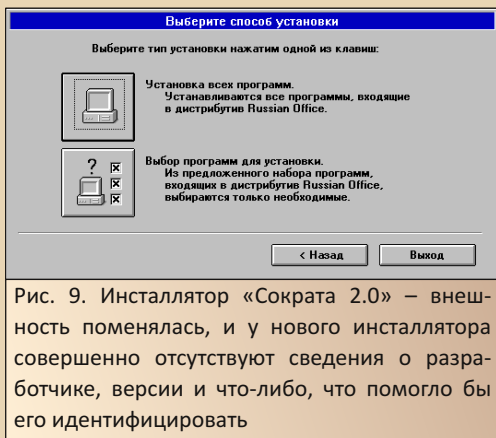 Выберите способ установки
Выберите тип установки нажатим одной из клавиш:
Установка всех программ.
Устанавливаются все программы, входящие
в дистрибутив Russian Office.
?
Выбор программ для установки.
Из предложенного набора программ,
входящих в дистрибутив Russian Office,
выбираются только необходимые.
< Назад
Выход
Рис. 9. Инсталлятор «Сократа 2.0» – внеш-
ность поменялась, и у нового инсталлятора
совершенно отсутствуют сведения о разра-
ботчике, версии и что-либо, что помогло бы
его идентифицировать